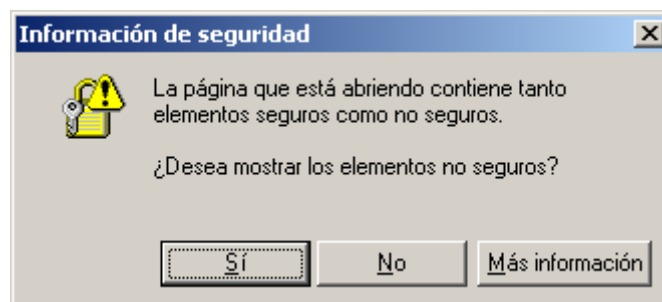 Información de seguridad
La página que está abriendo contiene tanto
elementos seguros como no seguros.
¿Desea mostrar los elementos no seguros?
Sí
No
Más información